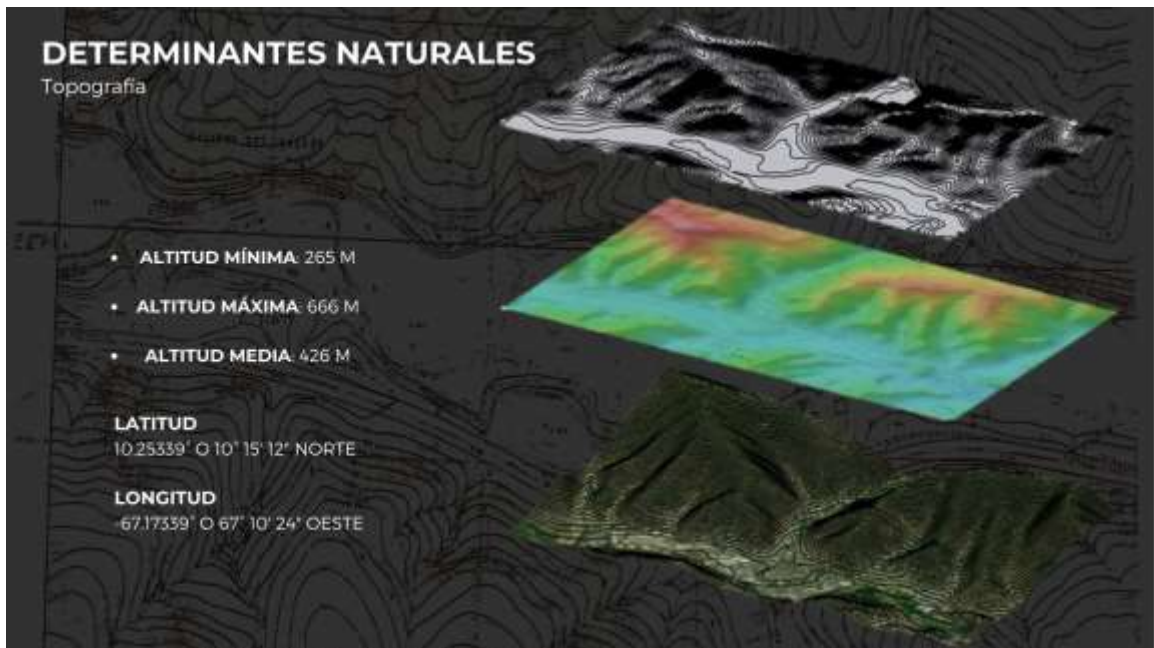 DETERMINANTES NATURALES
Topografía
• ALTITUD MÍNIMA: 265 M
• ALTITUD MÁXIMA: 666 M
• ALTITUD MEDIA: 426 M
LATITUD
10.25339° O 10° 15' 12" NORTE
LONGITUD
-67.17339° O 67° 10' 24" OESTE